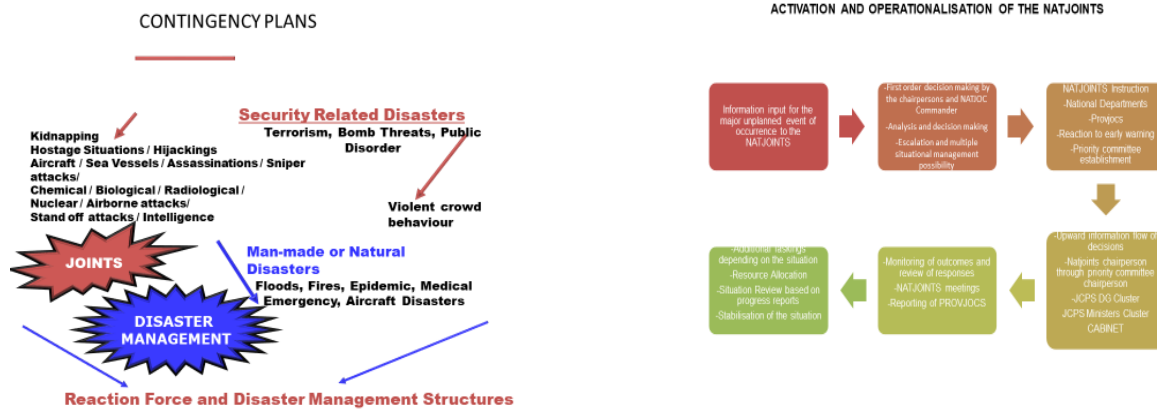 CONTINGENCY PLANS
Security Related Disasters
Terrorism, Bomb Threats, Public
Disorder
Kidnapping
Hostage Situations / Hijackings
Aircraft / Sea Vessels / Assassinations / Sniper
attacks/
Chemical / Biological / Radiological /
Nuclear / Airborne attacks/
Stand off attacks / Intelligence
Violent crowd
behaviour
JOINTS
Man-made or Natural
Disasters
Floods, Fires, Epidemic, Medical
Emergency, Aircraft Disasters
DISASTER
MANAGEMENT
Reaction Force and Disaster Management Structures
ACTIVATION AND OPERATIONALISATION OF THE NATJOINTS
Information input for the
major unplanned event of
occurrence to the
NATJOINTS
-First order decision making by
the chairpersons and NATJOC
Commander
-Analysis and decision making
-Escalation and multiple
situational management
possibility
NATJOINTS Instruction
-National Departments
-Provjocs
-Reaction to early warning
-Priority committee
establishment
-Upward information flow of
decisions
-Natjoints chairperson
through priority committee
chairperson
-JCPS DG Cluster
JCPS Ministers Cluster
CABINET
-Monitoring of outcomes and
review of responses
-NATJOINTS meetings
-Reporting of PROVJOCS
-Additional Taskings
depending on the situation
-Resource Allocation
-Situation Review based on
progress reports
-Stabilisation of the situation